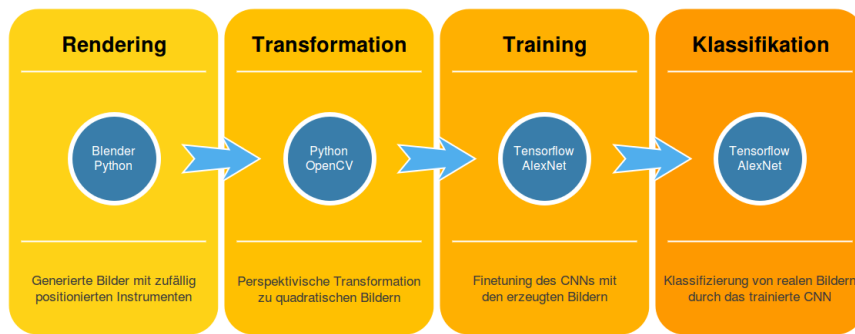 Rendering
Blender
Python
Generierte Bilder mit zufällig
positionierten Instrumenten
Transformation
Python
OpenCV
Perspektivische Transformation
zu quadratischen Bildern
Training
Tensorflow
AlexNet
Finetuning des CNNs mit
den erzeugten Bildern
Klassifikation
Tensorflow
AlexNet
Klassifizierung von realen Bildern
durch das trainierte CNN